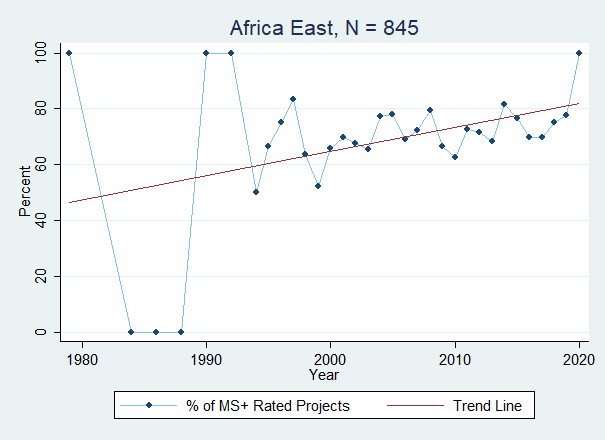 Africa East, N = 845
100
80
60
40
20
0
Percent
1980 1990 2000 2010 2020
Year
% of MS+ Rated Projects Trend Line